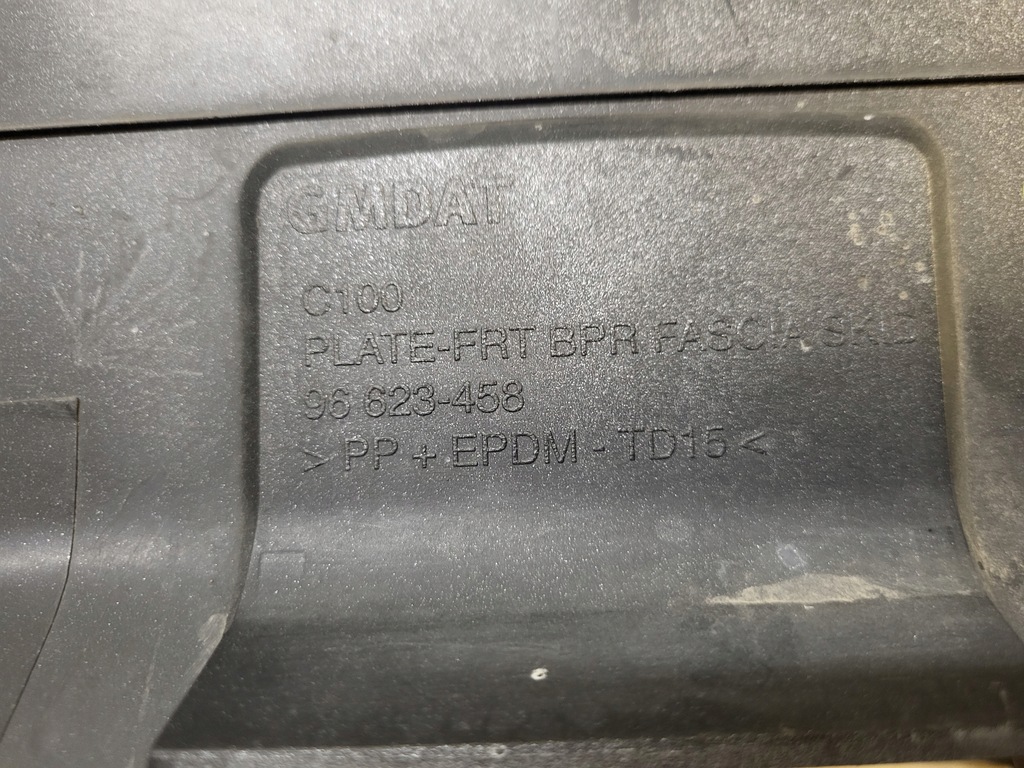 GMDAT
C100
PLATE-FRT BPR FASCIA SKID
96 623-458
> PP + EPDM - TD15 <